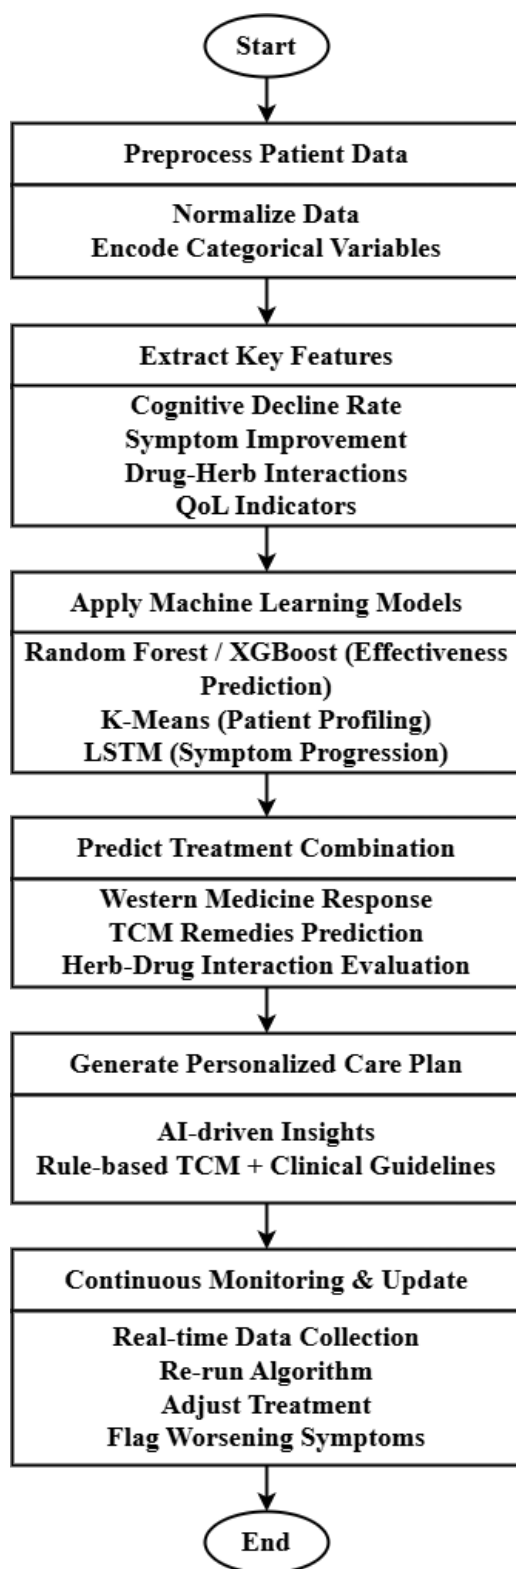 Start
Preprocess Patient Data
Normalize Data
Encode Categorical Variables
Extract Key Features
Cognitive Decline Rate
Symptom Improvement
Drug-Herb Interactions
QoL Indicators
Apply Machine Learning Models
Random Forest / XGBoost (Effectiveness
Prediction)
K-Means (Patient Profiling)
LSTM (Symptom Progression)
Predict Treatment Combination
Western Medicine Response
TCM Remedies Prediction
Herb-Drug Interaction Evaluation
Generate Personalized Care Plan
AI-driven Insights
Rule-based TCM + Clinical Guidelines
Continuous Monitoring & Update
Real-time Data Collection
Re-run Algorithm
Adjust Treatment
Flag Worsening Symptoms
End